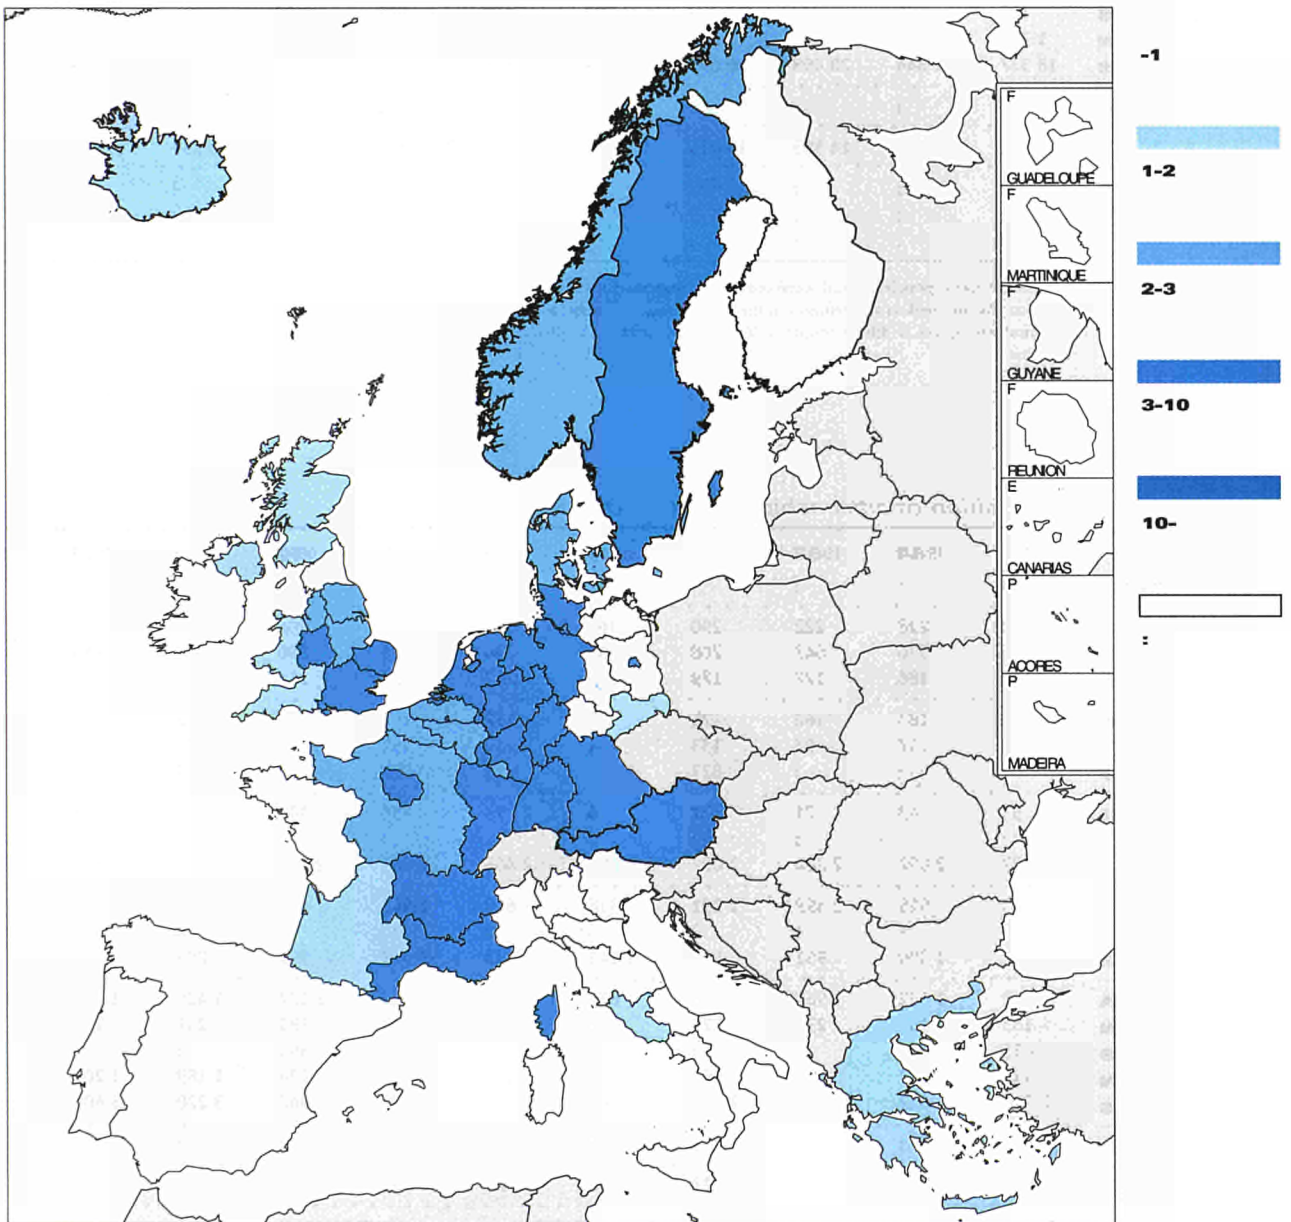 -1
1-2
2-3
3-10
10-
:
F
GUADELOUPE
F
MARTINIQUE
F
GUYANE
F
REUNION
E
CANARIAS
P
ACORES
P
MADEIRA